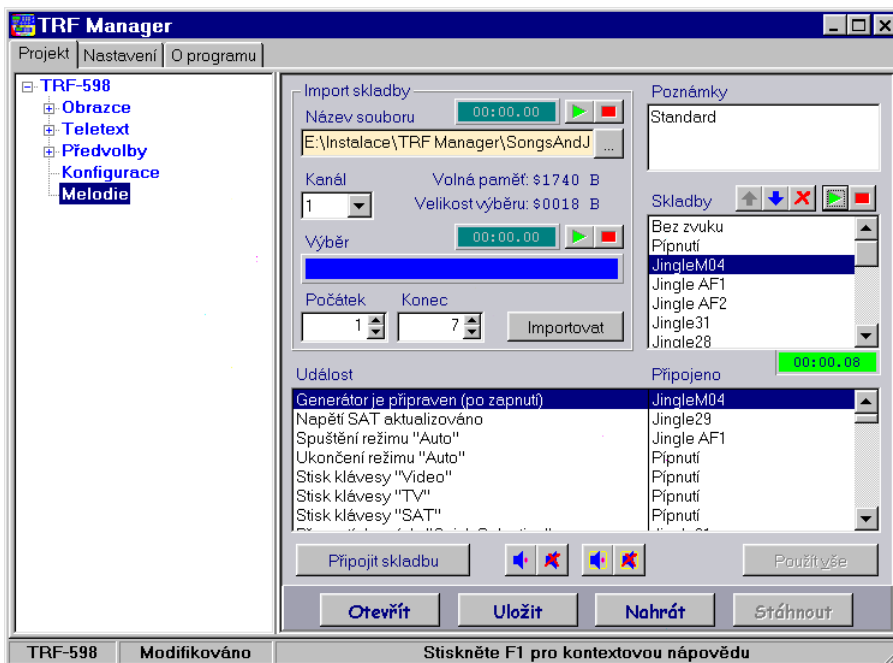 TRF Manager
Projekt Nastavení O programu
TRF-598
Obrazce
Teletext
Předvolby
Konfigurace
Melodie
Import skladby
Název souboru 00:00.00
E:\Instalace\TRF Manager\SongsAndJ ...
Kanál Volná paměť: $1740 B
1 Velikost výběru: $0018 B
Výběr 00:00.00
Počátek Konec
1 7 Importovat
Poznámky
Standard
Skladby
Bez zvuku
Pípnutí
JingleM04
Jingle AF1
Jingle AF2
Jingle31
Jingle28
00:00.08
Událost Připojeno
Generátor je připraven (po zapnutí) JingleM04
Napětí SAT aktualizováno Jingle29
Spuštění režimu "Auto" Jingle AF1
Ukončení režimu "Auto" Pípnutí
Stisk klávesy "Video" Pípnutí
Stisk klávesy "TV" Pípnutí
Stisk klávesy "SAT" Pípnutí
Připojit skladbu Použít vše
Otevřít Uložit Nahrát Stáhnout
TRF-598 Modifikováno Stiskněte F1 pro kontextovou nápovědu